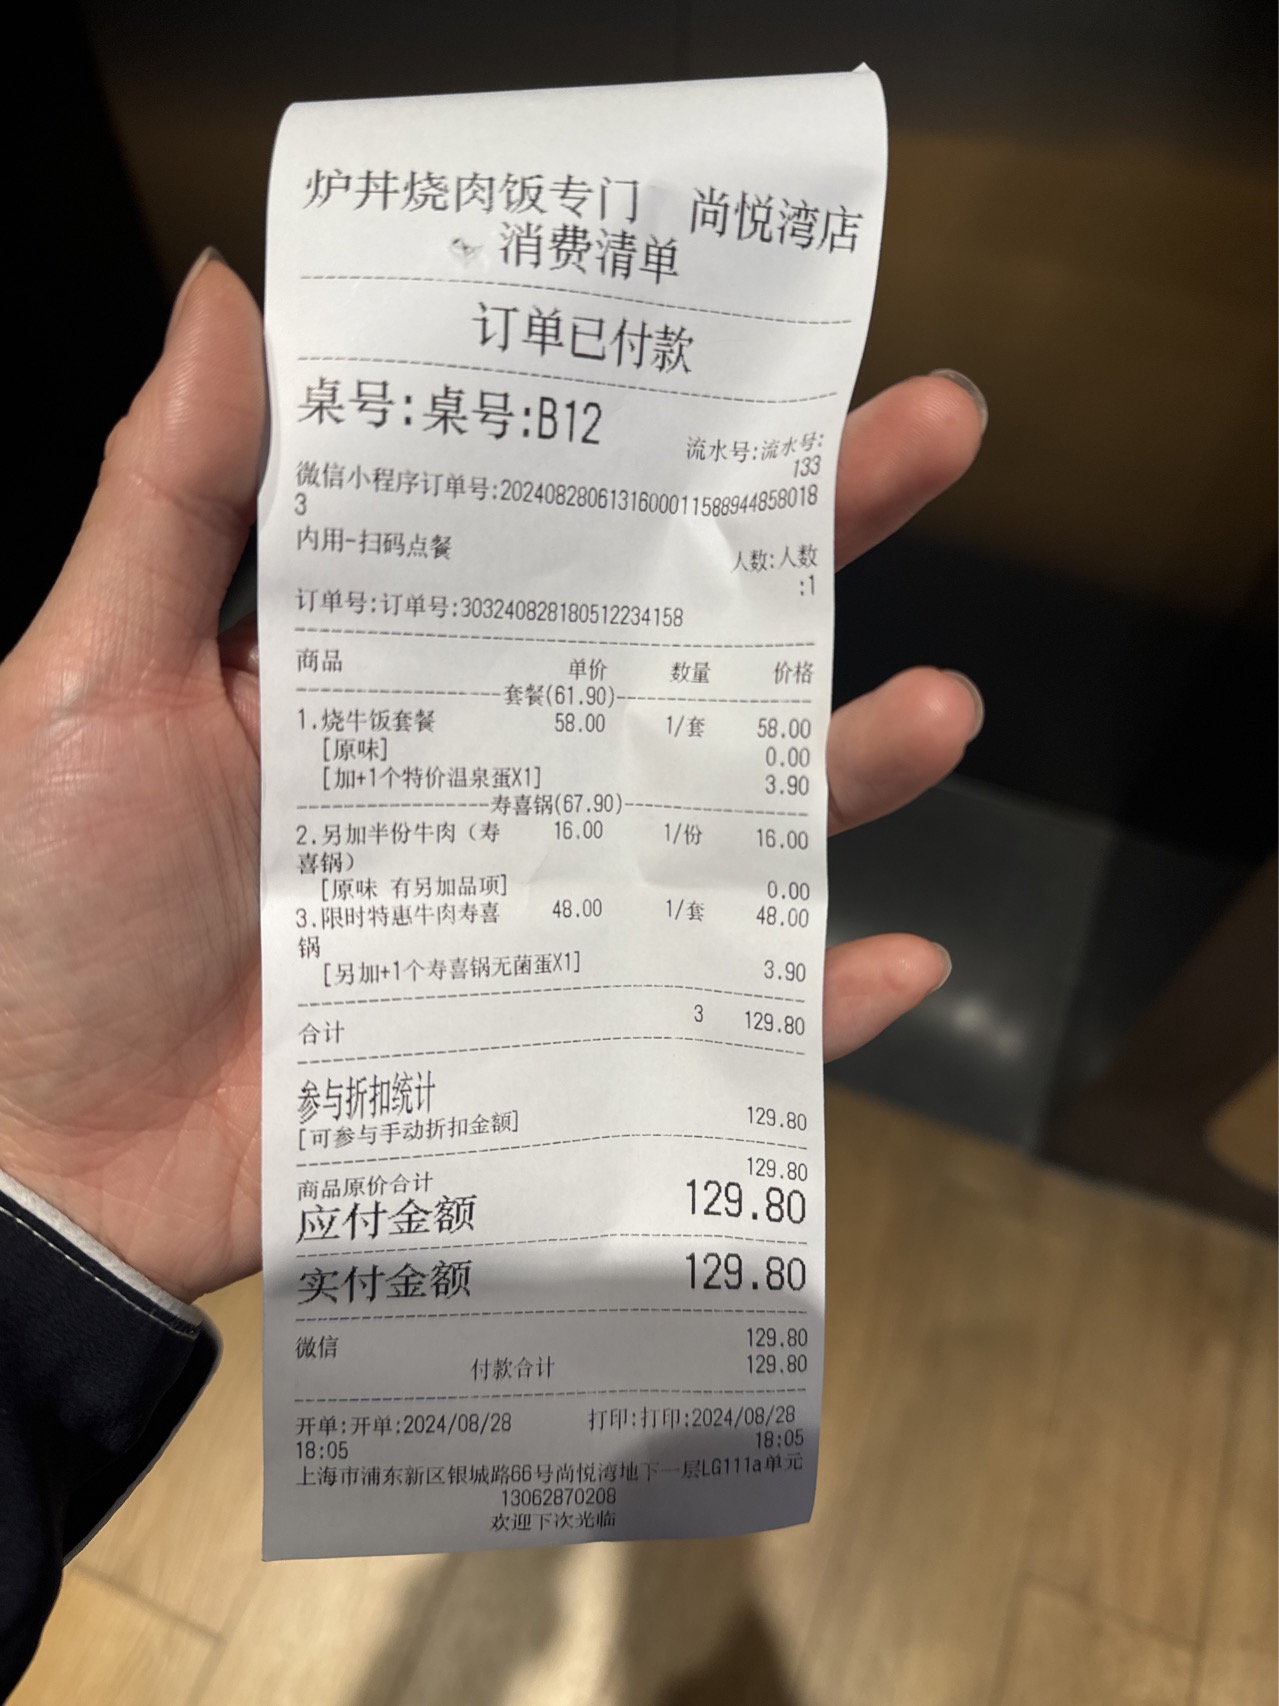 炉丼烧肉饭专门 尚悦湾店
消费清单
订单已付款
桌号:桌号:B12
流水号:流水号:
133
微信小程序订单号:2024082806131600011588944858018
3
内用-扫码点餐
人数:人数
:1
订单号:订单号:303240828180512234158
商品 单价 数量 价格
套餐(61.90)
1.烧牛饭套餐 58.00 1/套 58.00
[原味] 0.00
[加+1个特价温泉蛋X1] 3.90
寿喜锅(67.90)
2.另加半份牛肉（寿 16.00 1/份 16.00
喜锅）
[原味 有另加品项] 0.00
3.限时特惠牛肉寿喜 48.00 1/套 48.00
锅
[另加+1个寿喜锅无菌蛋X1] 3.90
合计 3 129.80
参与折扣统计
[可参与手动折扣金额] 129.80
商品原价合计 129.80
应付金额 129.80
实付金额 129.80
微信 129.80
付款合计 129.80
开单:开单:2024/08/28 打印:打印:2024/08/28
18:05 18:05
上海市浦东新区银城路66号尚悦湾地下一层LG111a单元
13062870208
欢迎下次光临